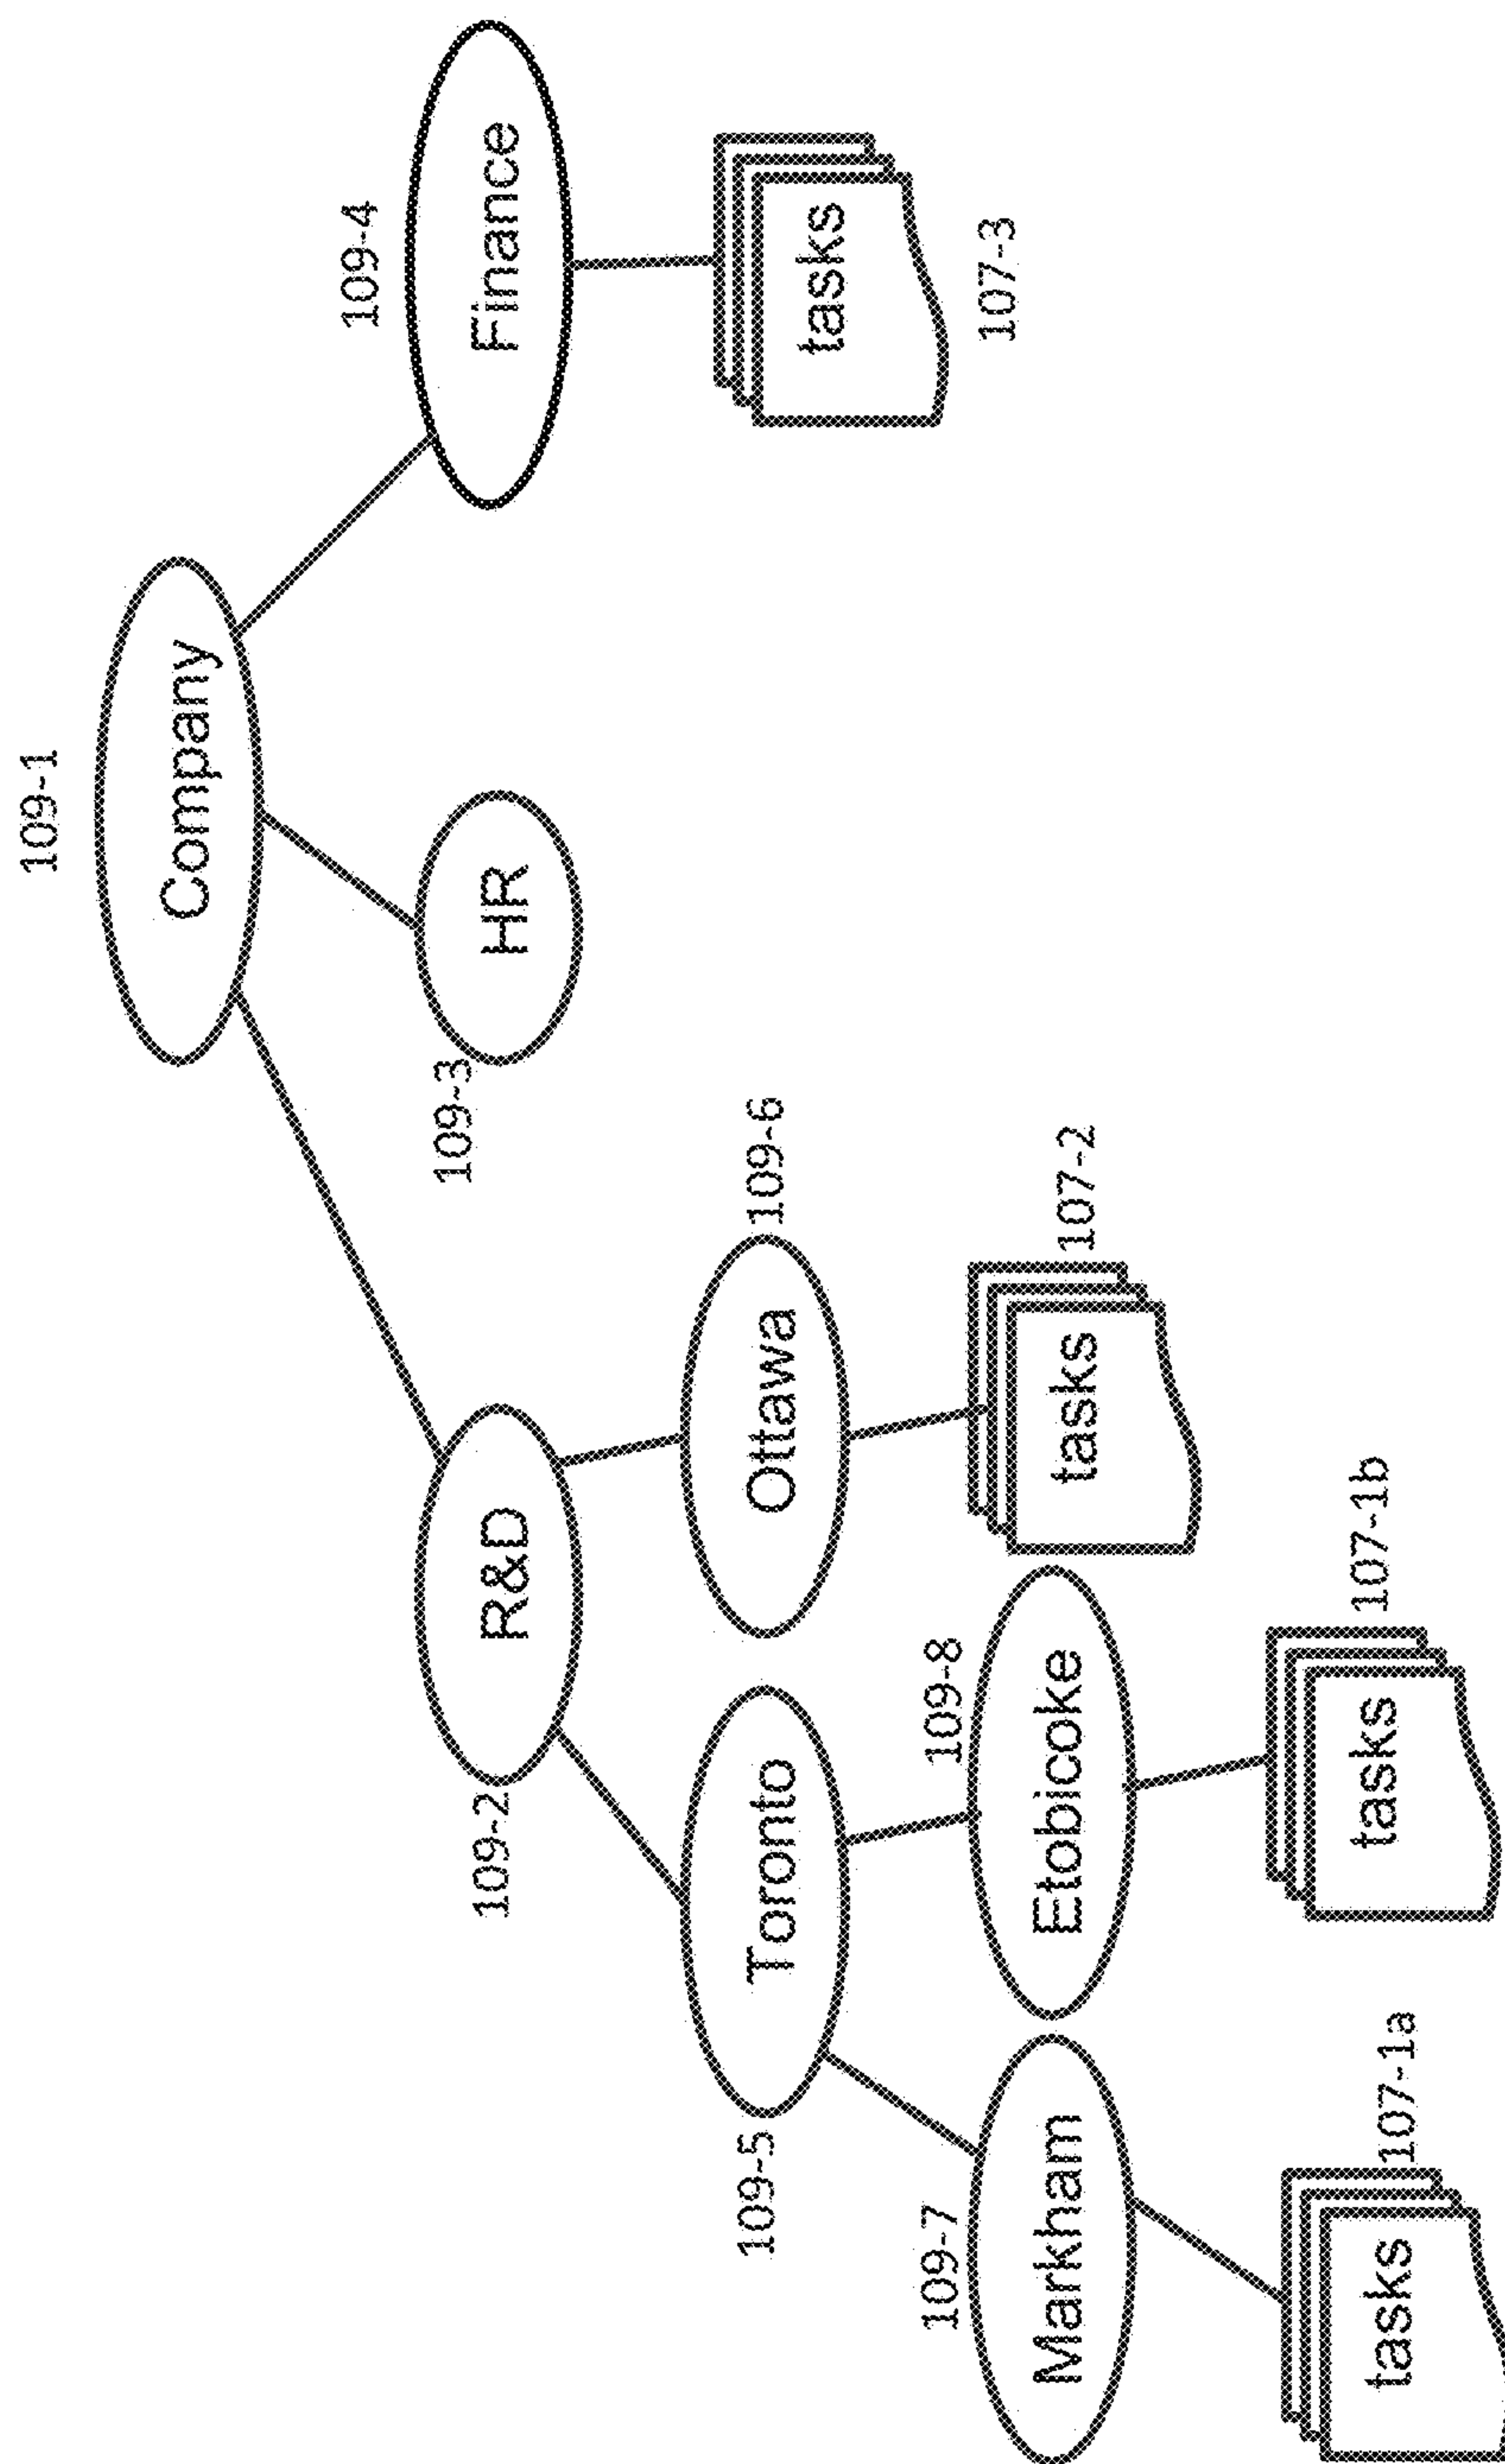 109-1
Company
109-2
R&D
109-3
HR
109-4
Finance
109-5
Toronto
Ottawa
109-6
tasks
107-3
109-7
Markham
109-8
Etobicoke
tasks
107-2
tasks
107-1a
tasks
107-1b